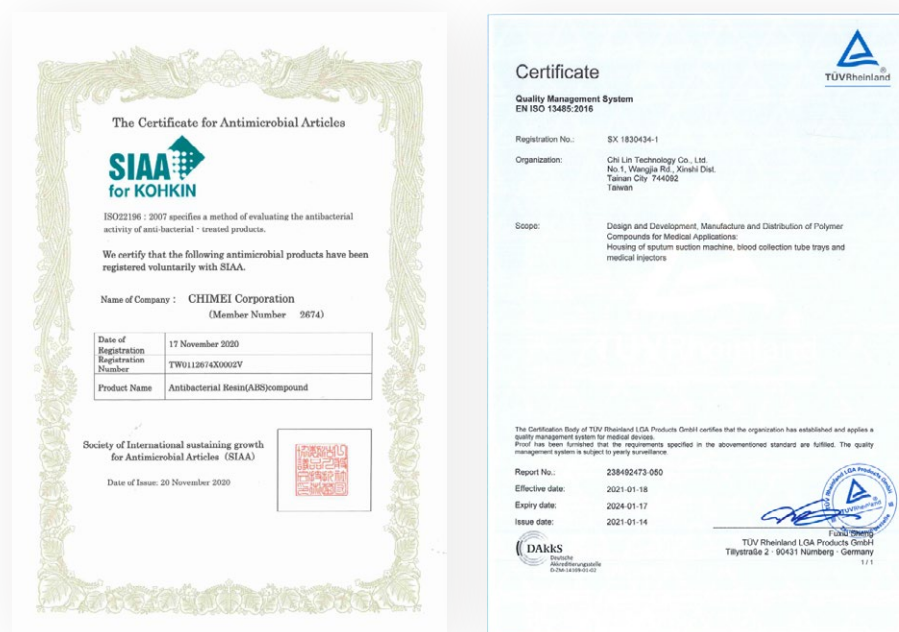 The Certificate for Antimicrobial Articles
SIAA
for KOHKIN
ISO22196 : 2007 specifies a method of evaluating the antibacterial
activity of anti-bacterial - treated products.
We certify that the following antimicrobial products have been
registered voluntarily with SIAA.
Name of Company : CHIMEI Corporation
(Member Number 2674)
Date of
Registration
17 November 2020
Registration
Number
TW0112674X0002V
Product Name
Antibacterial Resin(ABS)compound
Society of International sustaining growth
for Antimicrobial Articles (SIAA)
Date of Issue: 20 November 2020
TÜVRheinland®
Certificate
Quality Management System
EN ISO 13485:2016
Registration No.: SX 1830434-1
Organization: Chi Lin Technology Co., Ltd.
No.1, Wangjia Rd., Xinshi Dist.
Tainan City 744092
Taiwan
Scope: Design and Development, Manufacture and Distribution of Polymer
Compounds for Medical Applications:
Housing of sputum suction machine, blood collection tube trays and
medical injectors
The Certification Body of TÜV Rheinland LGA Products GmbH certifies that the organization has established and applies a
quality management system for medical devices.
Proof has been furnished that the requirements specified in the abovementioned standard are fulfilled. The quality
management system is subject to yearly surveillance.
Report No.: 238492473-050
Effective date: 2021-01-18
Expiry date: 2024-01-17
Issue date: 2021-01-14
DAkkS
Deutsche
Akkreditierungsstelle
D-ZM-14169-01-02
TÜVRheinland
TÜV Rheinland LGA Products GmbH
Tillystraße 2 · 90431 Nürnberg · Germany
1 / 1